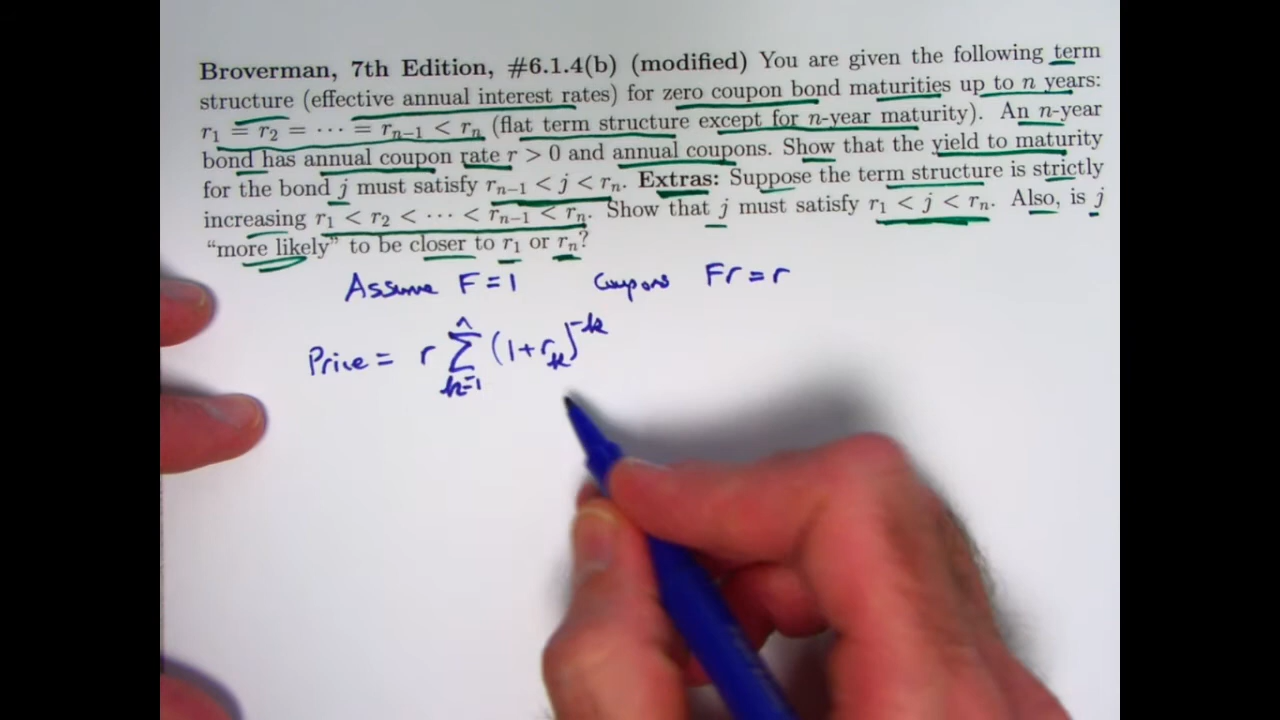 Broverman, 7th Edition, #6.1.4(b) (modified) You are given the following term
structure (effective annual interest rates) for zero coupon bond maturities up to n years:
r₁ = r₂ = ⋯ = rₙ₋₁ < rₙ (flat term structure except for n-year maturity). An n-year
bond has annual coupon rate r > 0 and annual coupons. Show that the yield to maturity
for the bond j must satisfy rₙ₋₁ < j < rₙ. Extras: Suppose the term structure is strictly
increasing r₁ < r₂ < ⋯ < rₙ₋₁ < rₙ. Show that j must satisfy r₁ < j < rₙ. Also, is j
"more likely" to be closer to r₁ or rₙ?
Assume F = 1 Coupons Fr = r
Price = r ∑ₖ₌₁ⁿ (1+rₖ)⁻ᵏ